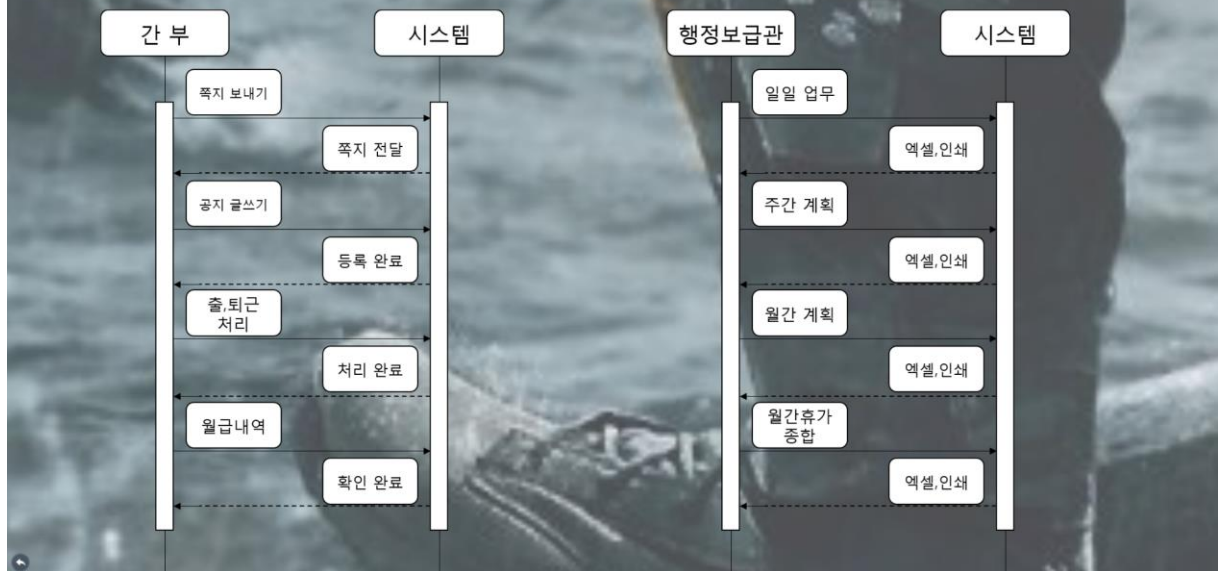 간 부
시스템
쪽지 보내기
쪽지 전달
공지 글쓰기
등록 완료
출,퇴근
처리
처리 완료
월급내역
확인 완료
행정보급관
시스템
일일 업무
엑셀,인쇄
주간 계획
엑셀,인쇄
월간 계획
엑셀,인쇄
월간휴가
종합
엑셀,인쇄